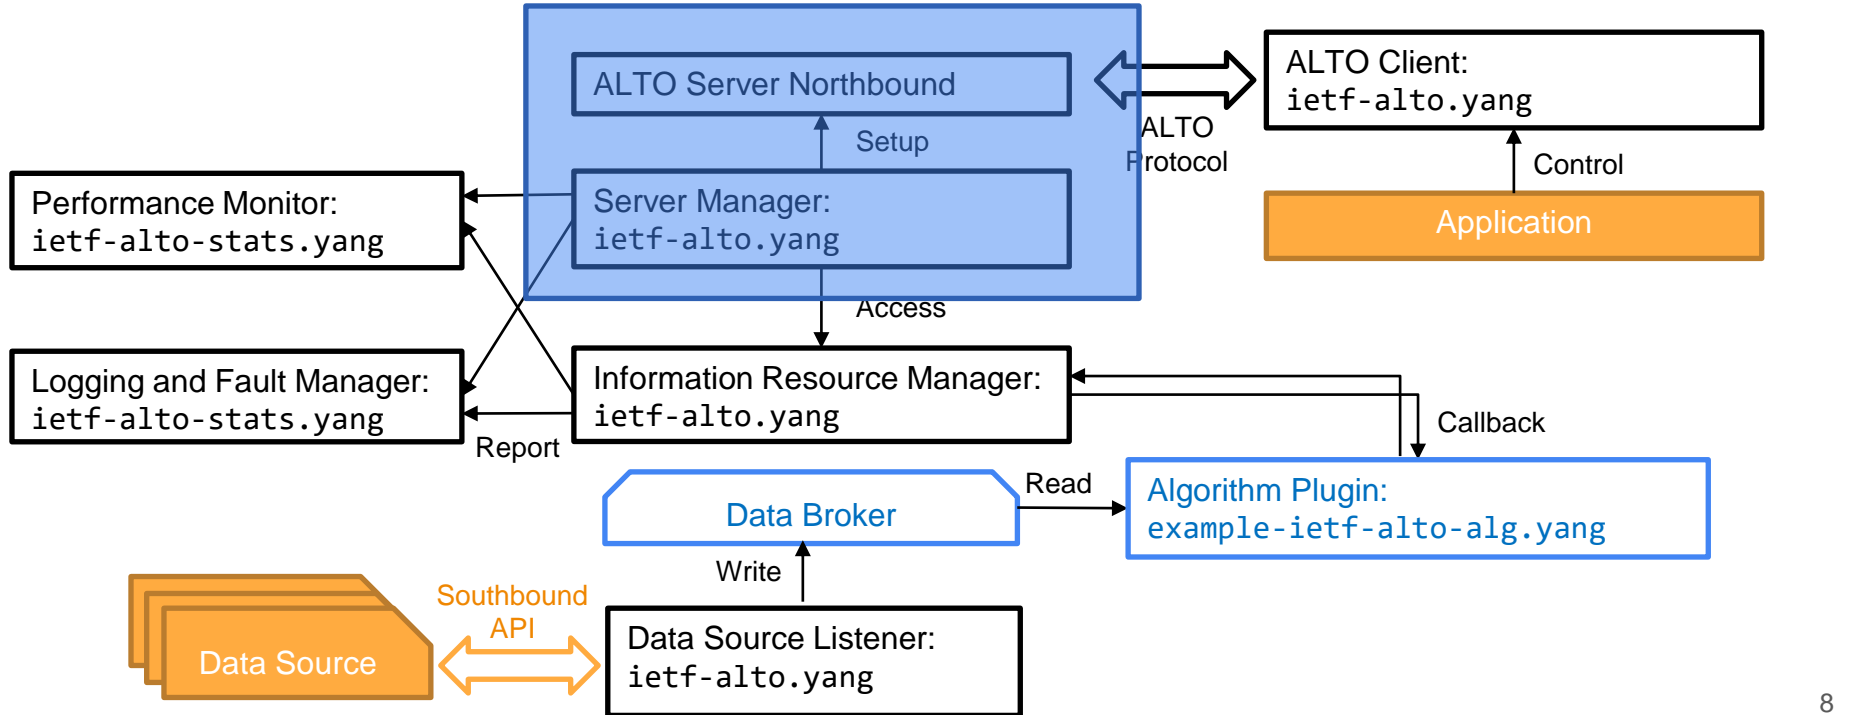 ALTO Server Northbound
ALTO Client:
ietf-alto.yang
ALTO
Protocol
Setup
Control
Performance Monitor:
ietf-alto-stats.yang
Server Manager:
ietf-alto.yang
Application
Access
Logging and Fault Manager:
ietf-alto-stats.yang
Information Resource Manager:
ietf-alto.yang
Report
Callback
Data Broker
Read
Algorithm Plugin:
example-ietf-alto-alg.yang
Write
Southbound
API
Data Source
Data Source Listener:
ietf-alto.yang
8